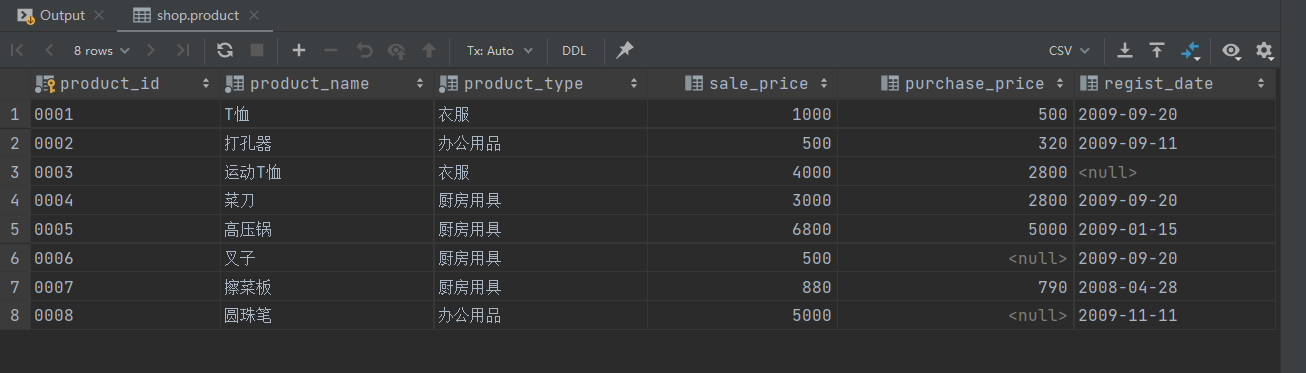 Output shop.product
8 rows Tx: Auto DDL CSV
product_id product_name product_type sale_price purchase_price regist_date
1 0001 T恤 衣服 1000 500 2009-09-20
2 0002 打孔器 办公用品 500 320 2009-09-11
3 0003 运动T恤 衣服 4000 2800 <null>
4 0004 菜刀 厨房用具 3000 2800 2009-09-20
5 0005 高压锅 厨房用具 6800 5000 2009-01-15
6 0006 叉子 厨房用具 500 <null> 2009-09-20
7 0007 擦菜板 厨房用具 880 790 2008-04-28
8 0008 圆珠笔 办公用品 5000 <null> 2009-11-11